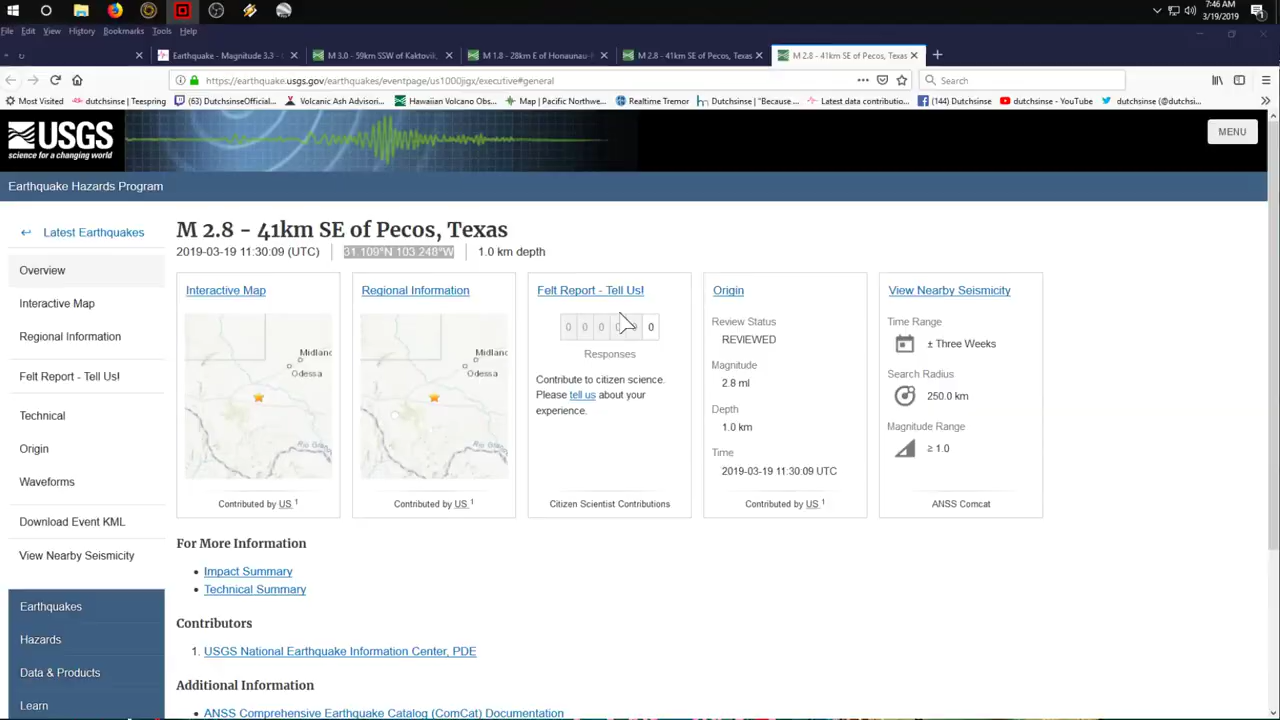 7:46 AM
3/19/2019
File Edit View History Bookmarks Tools Help
Earthquake - Magnitude 3.3 -
M 3.0 - 59km SSW of Kaktovik,
M 1.8 - 28km E of Honaunau-
M 2.8 - 41km SE of Pecos, Texas
M 2.8 - 41km SE of Pecos, Texas
https://earthquake.usgs.gov/earthquakes/eventpage/us1000jigx/executive#general
Search
Most Visited
dutchsinse | Teespring
(63) DutchsinseOfficial...
Volcanic Ash Advisori...
Hawaiian Volcano Obs...
Map | Pacific Northwe...
Realtime Tremor
Dutchsinse | "Because ...
Latest data contributio...
(144) Dutchsinse
dutchsinse - YouTube
dutchsinse (@dutchs...
USGS
science for a changing world
MENU
Earthquake Hazards Program
Latest Earthquakes
Overview
Interactive Map
Regional Information
Felt Report - Tell Us!
Technical
Origin
Waveforms
Download Event KML
View Nearby Seismicity
Earthquakes
Hazards
Data & Products
Learn
M 2.8 - 41km SE of Pecos, Texas
2019-03-19 11:30:09 (UTC) 31.109°N 103.248°W 1.0 km depth
Interactive Map
Midland
Odessa
Contributed by US 1
Regional Information
Midland
Odessa
Contributed by US 1
Felt Report - Tell Us!
0 0 0 0 0 0
Responses
Contribute to citizen science.
Please tell us about your
experience.
Citizen Scientist Contributions
Origin
Review Status
REVIEWED
Magnitude
2.8 ml
Depth
1.0 km
Time
2019-03-19 11:30:09 UTC
Contributed by US 1
View Nearby Seismicity
Time Range
± Three Weeks
Search Radius
250.0 km
Magnitude Range
≥ 1.0
ANSS Comcat
For More Information
• Impact Summary
• Technical Summary
Contributors
1. USGS National Earthquake Information Center, PDE
Additional Information
ANSS Comprehensive Earthquake Catalog (ComCat) Documentation